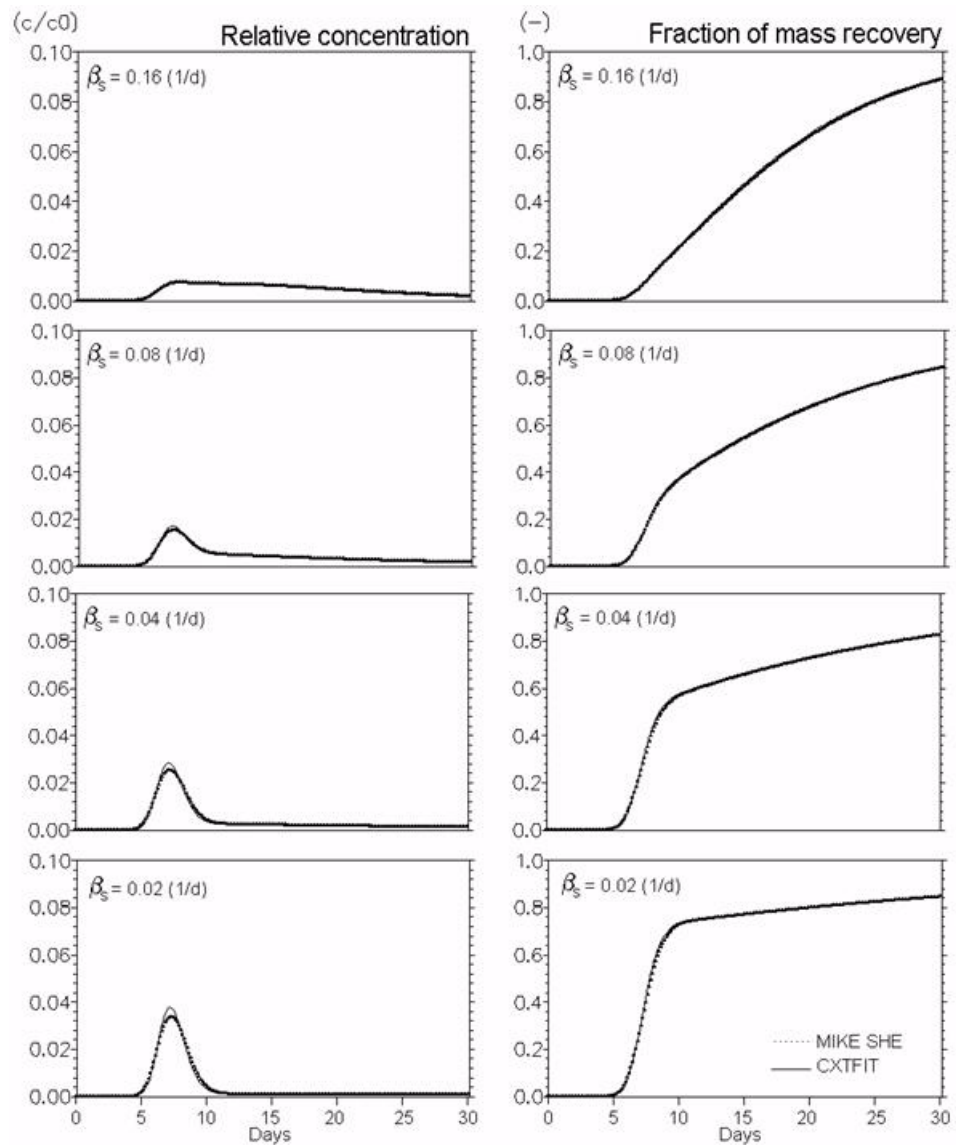 (c/c0) Relative concentration (-) Fraction of mass recovery
0.10 1.0
βs = 0.16 (1/d) βs = 0.16 (1/d)
0.08 0.8
0.06 0.6
0.04 0.4
0.02 0.2
0.00 0.0
0.10 1.0
βs = 0.08 (1/d) βs = 0.08 (1/d)
0.08 0.8
0.06 0.6
0.04 0.4
0.02 0.2
0.00 0.0
0.10 1.0
βs = 0.04 (1/d) βs = 0.04 (1/d)
0.08 0.8
0.06 0.6
0.04 0.4
0.02 0.2
0.00 0.0
0.10 1.0
βs = 0.02 (1/d) βs = 0.02 (1/d)
0.08 0.8
0.06 0.6
0.04 0.4
0.02 0.2
MIKE SHE
CXTFIT
0.00 0.0
0 5 10 15 20 25 30 0 5 10 15 20 25 30
Days Days